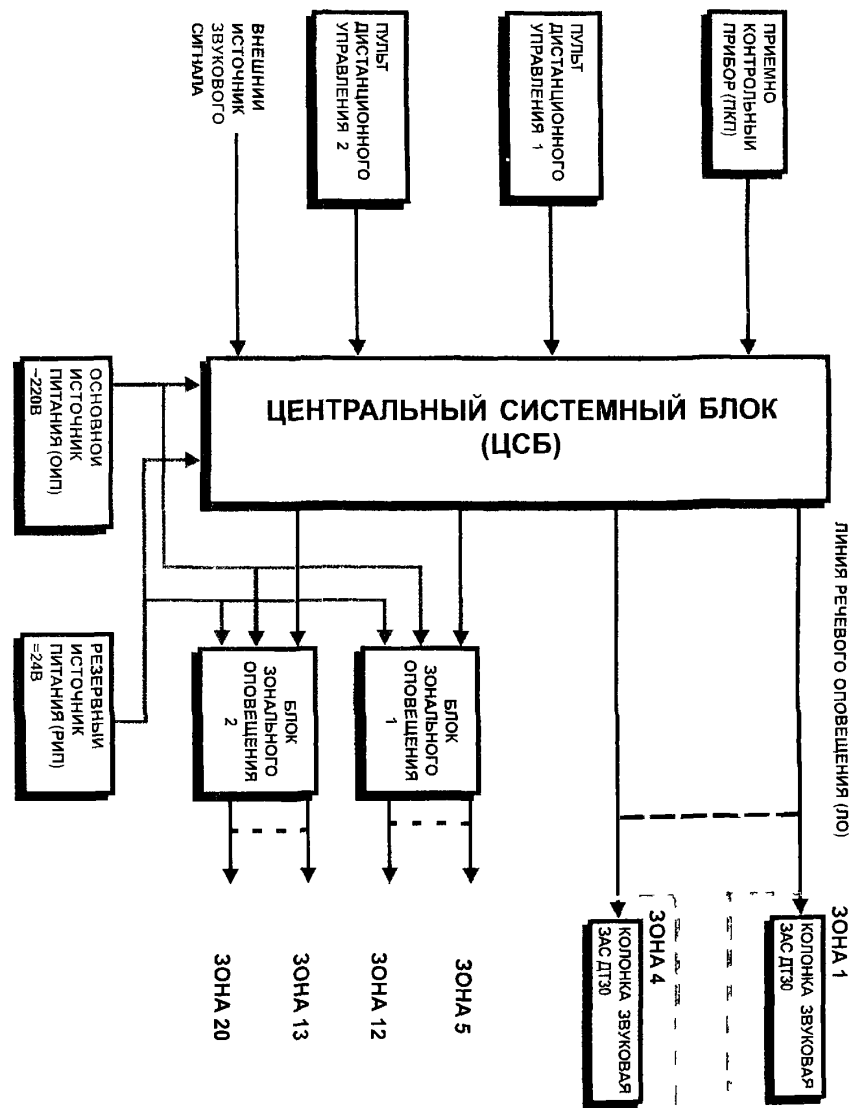 ПРИЕМНО
КОНТРОЛЬНЫЙ
ПРИБОР (ПКП)
ПУЛЬТ
ДИСТАНЦИОННОГО
УПРАВЛЕНИЯ 1
ПУЛЬТ
ДИСТАНЦИОННОГО
УПРАВЛЕНИЯ
2
ВНЕШНИИ
ИСТОЧНИК
ЗВУКОВОГО
СИГНАЛА
ЦЕНТРАЛЬНЫЙ СИСТЕМНЫЙ БЛОК
(ЦСБ)
ОСНОВНОИ
ИСТОЧНИК
ПИТАНИЯ (ОИП)
~220В
РЕЗЕРВНЫЙ
ИСТОЧНИК
ПИТАНИЯ (РИП)
=24В
БЛОК
ЗОНАЛЬНОГО
ОПОВЕЩЕНИЯ
1
БЛОК
ЗОНАЛЬНОГО
ОПОВЕЩЕНИЯ
2
ЛИНИЯ РЕЧЕВОГО ОПОВЕЩЕНИЯ (ЛО)
ЗОНА 1
КОЛОНКА ЗВУКОВАЯ
ЗАС ДТ30
ЗОНА 4
КОЛОНКА ЗВУКОВАЯ
ЗАС ДТ30
ЗОНА 5
ЗОНА 12
ЗОНА 13
ЗОНА 20